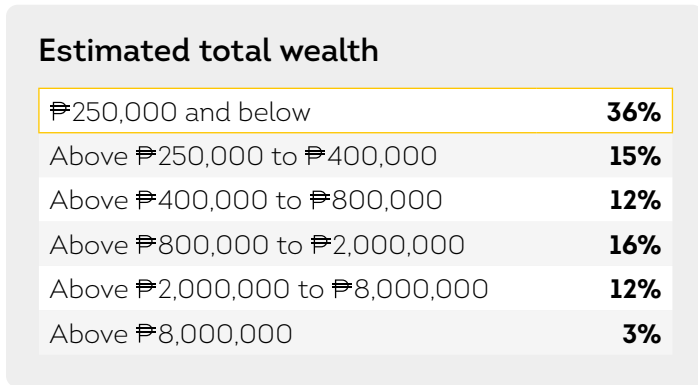 Estimated total wealth
₱250,000 and below 36%
Above ₱250,000 to ₱400,000 15%
Above ₱400,000 to ₱800,000 12%
Above ₱800,000 to ₱2,000,000 16%
Above ₱2,000,000 to ₱8,000,000 12%
Above ₱8,000,000 3%